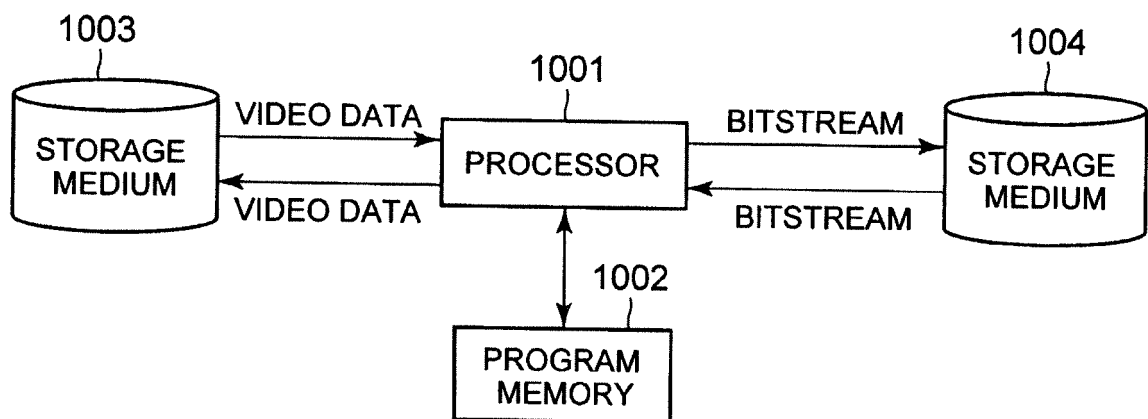 1003
STORAGE
MEDIUM
VIDEO DATA
VIDEO DATA
1001
PROCESSOR
BITSTREAM
BITSTREAM
1004
STORAGE
MEDIUM
1002
PROGRAM
MEMORY